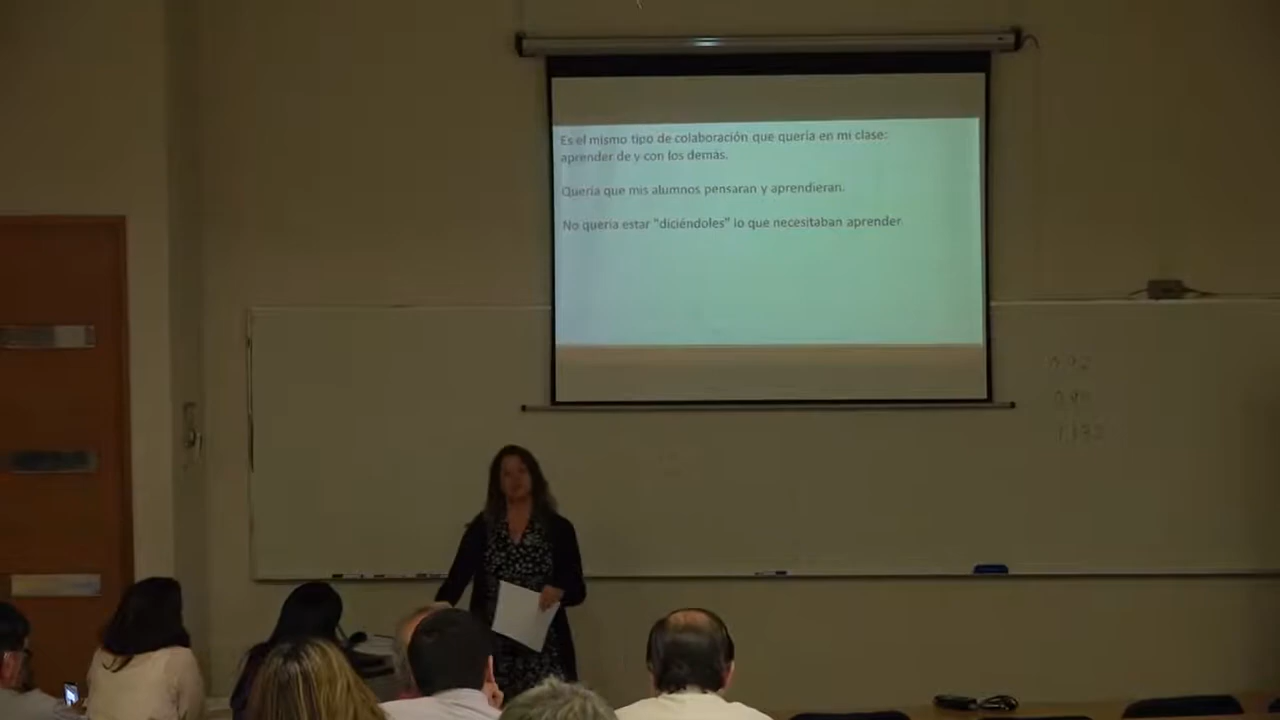 Es el mismo tipo de colaboración que quería en mi clase:
aprender de y con los demás.
Quería que mis alumnos pensaran y aprendieran.
No quería estar "diciéndoles" lo que necesitaban aprender.